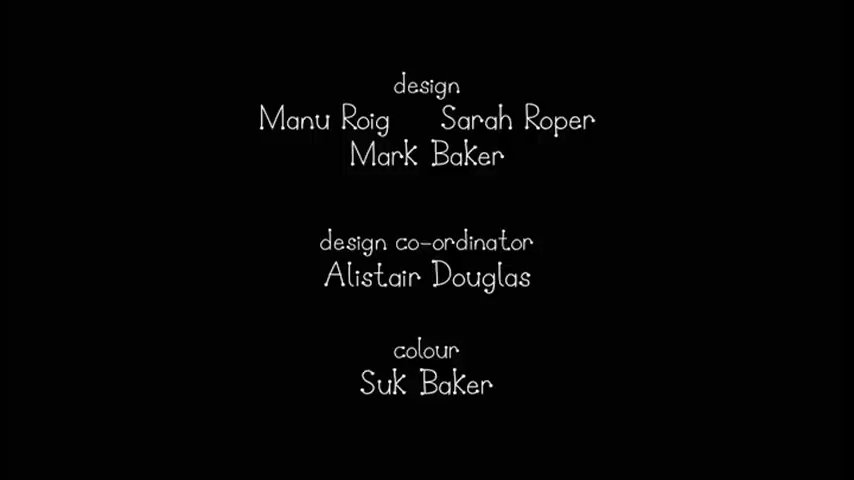 design
Manu Roig Sarah Roper
Mark Baker
design co-ordinator
Alistair Douglas
colour
Suk Baker